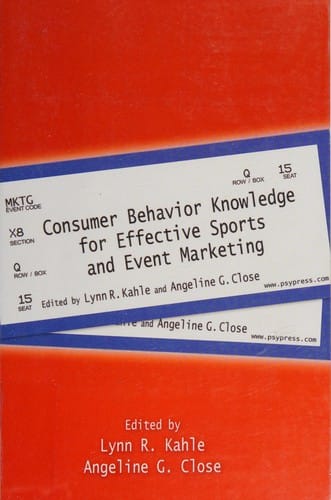 MKTG
EVENT CODE
X8
SECTION
Q
ROW / BOX
15
SEAT
Q
ROW / BOX
15
SEAT
Consumer Behavior Knowledge
for Effective Sports
and Event Marketing
Edited by Lynn R. Kahle and Angeline G. Close
www.psypress.com
and Angeline G. Close
www.psypress.com
Edited by
Lynn R. Kahle
Angeline G. Close